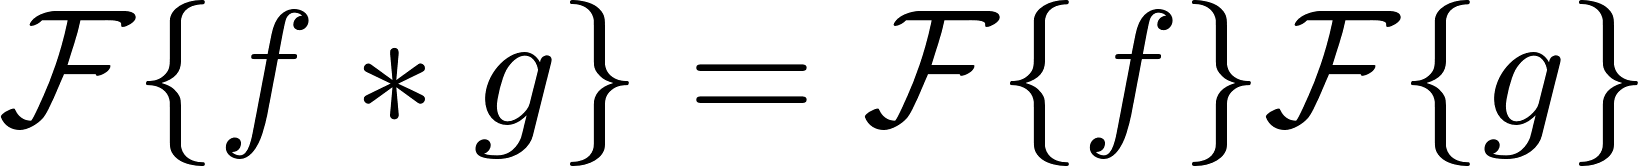 ℱ{f ∗ g} = ℱ{f}ℱ{g}